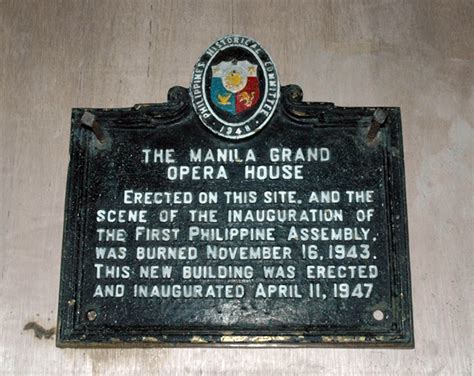 PHILIPPINES HISTORICAL COMMITTEE
1948
THE MANILA GRAND
OPERA HOUSE
ERECTED ON THIS SITE, AND THE
SCENE OF THE INAUGURATION OF
THE FIRST PHILIPPINE ASSEMBLY,
WAS BURNED NOVEMBER 16, 1943.
THIS NEW BUILDING WAS ERECTED
AND INAUGURATED APRIL 11, 1947